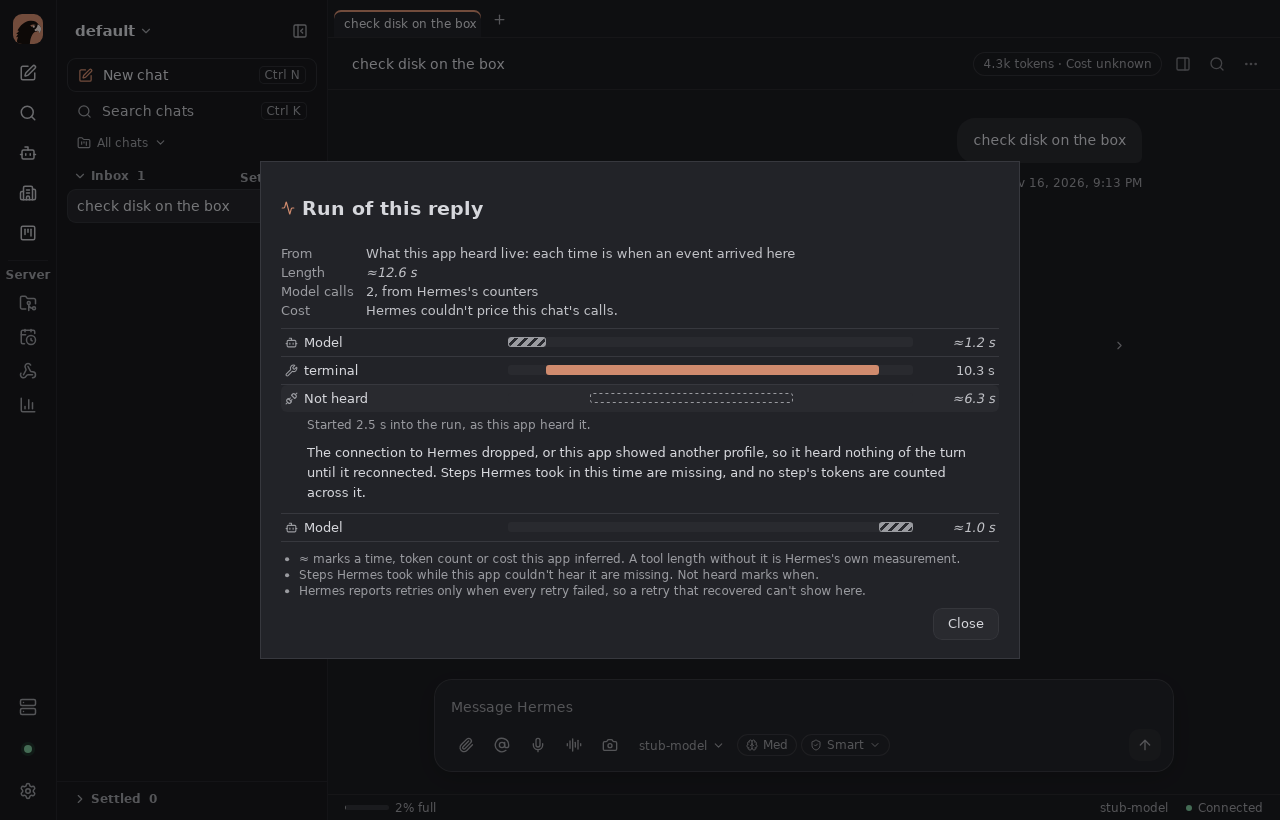 default
check disk on the box
New chat
Ctrl N
Search chats
Ctrl K
All chats
Inbox 1
check disk on the box
Server
Settled 0
check disk on the box
4.3k tokens · Cost unknown
check disk on the box
16, 2026, 9:13 PM
Run of this reply
From What this app heard live: each time is when an event arrived here
Length ≈12.6 s
Model calls 2, from Hermes's counters
Cost Hermes couldn't price this chat's calls.
Model ≈1.2 s
terminal 10.3 s
Not heard ≈6.3 s
Started 2.5 s into the run, as this app heard it.
The connection to Hermes dropped, or this app showed another profile, so it heard nothing of the turn
until it reconnected. Steps Hermes took in this time are missing, and no step's tokens are counted
across it.
Model ≈1.0 s
• ≈ marks a time, token count or cost this app inferred. A tool length without it is Hermes's own measurement.
• Steps Hermes took while this app couldn't hear it are missing. Not heard marks when.
• Hermes reports retries only when every retry failed, so a retry that recovered can't show here.
Close
Message Hermes
stub-model
Med
Smart
2% full
stub-model
Connected